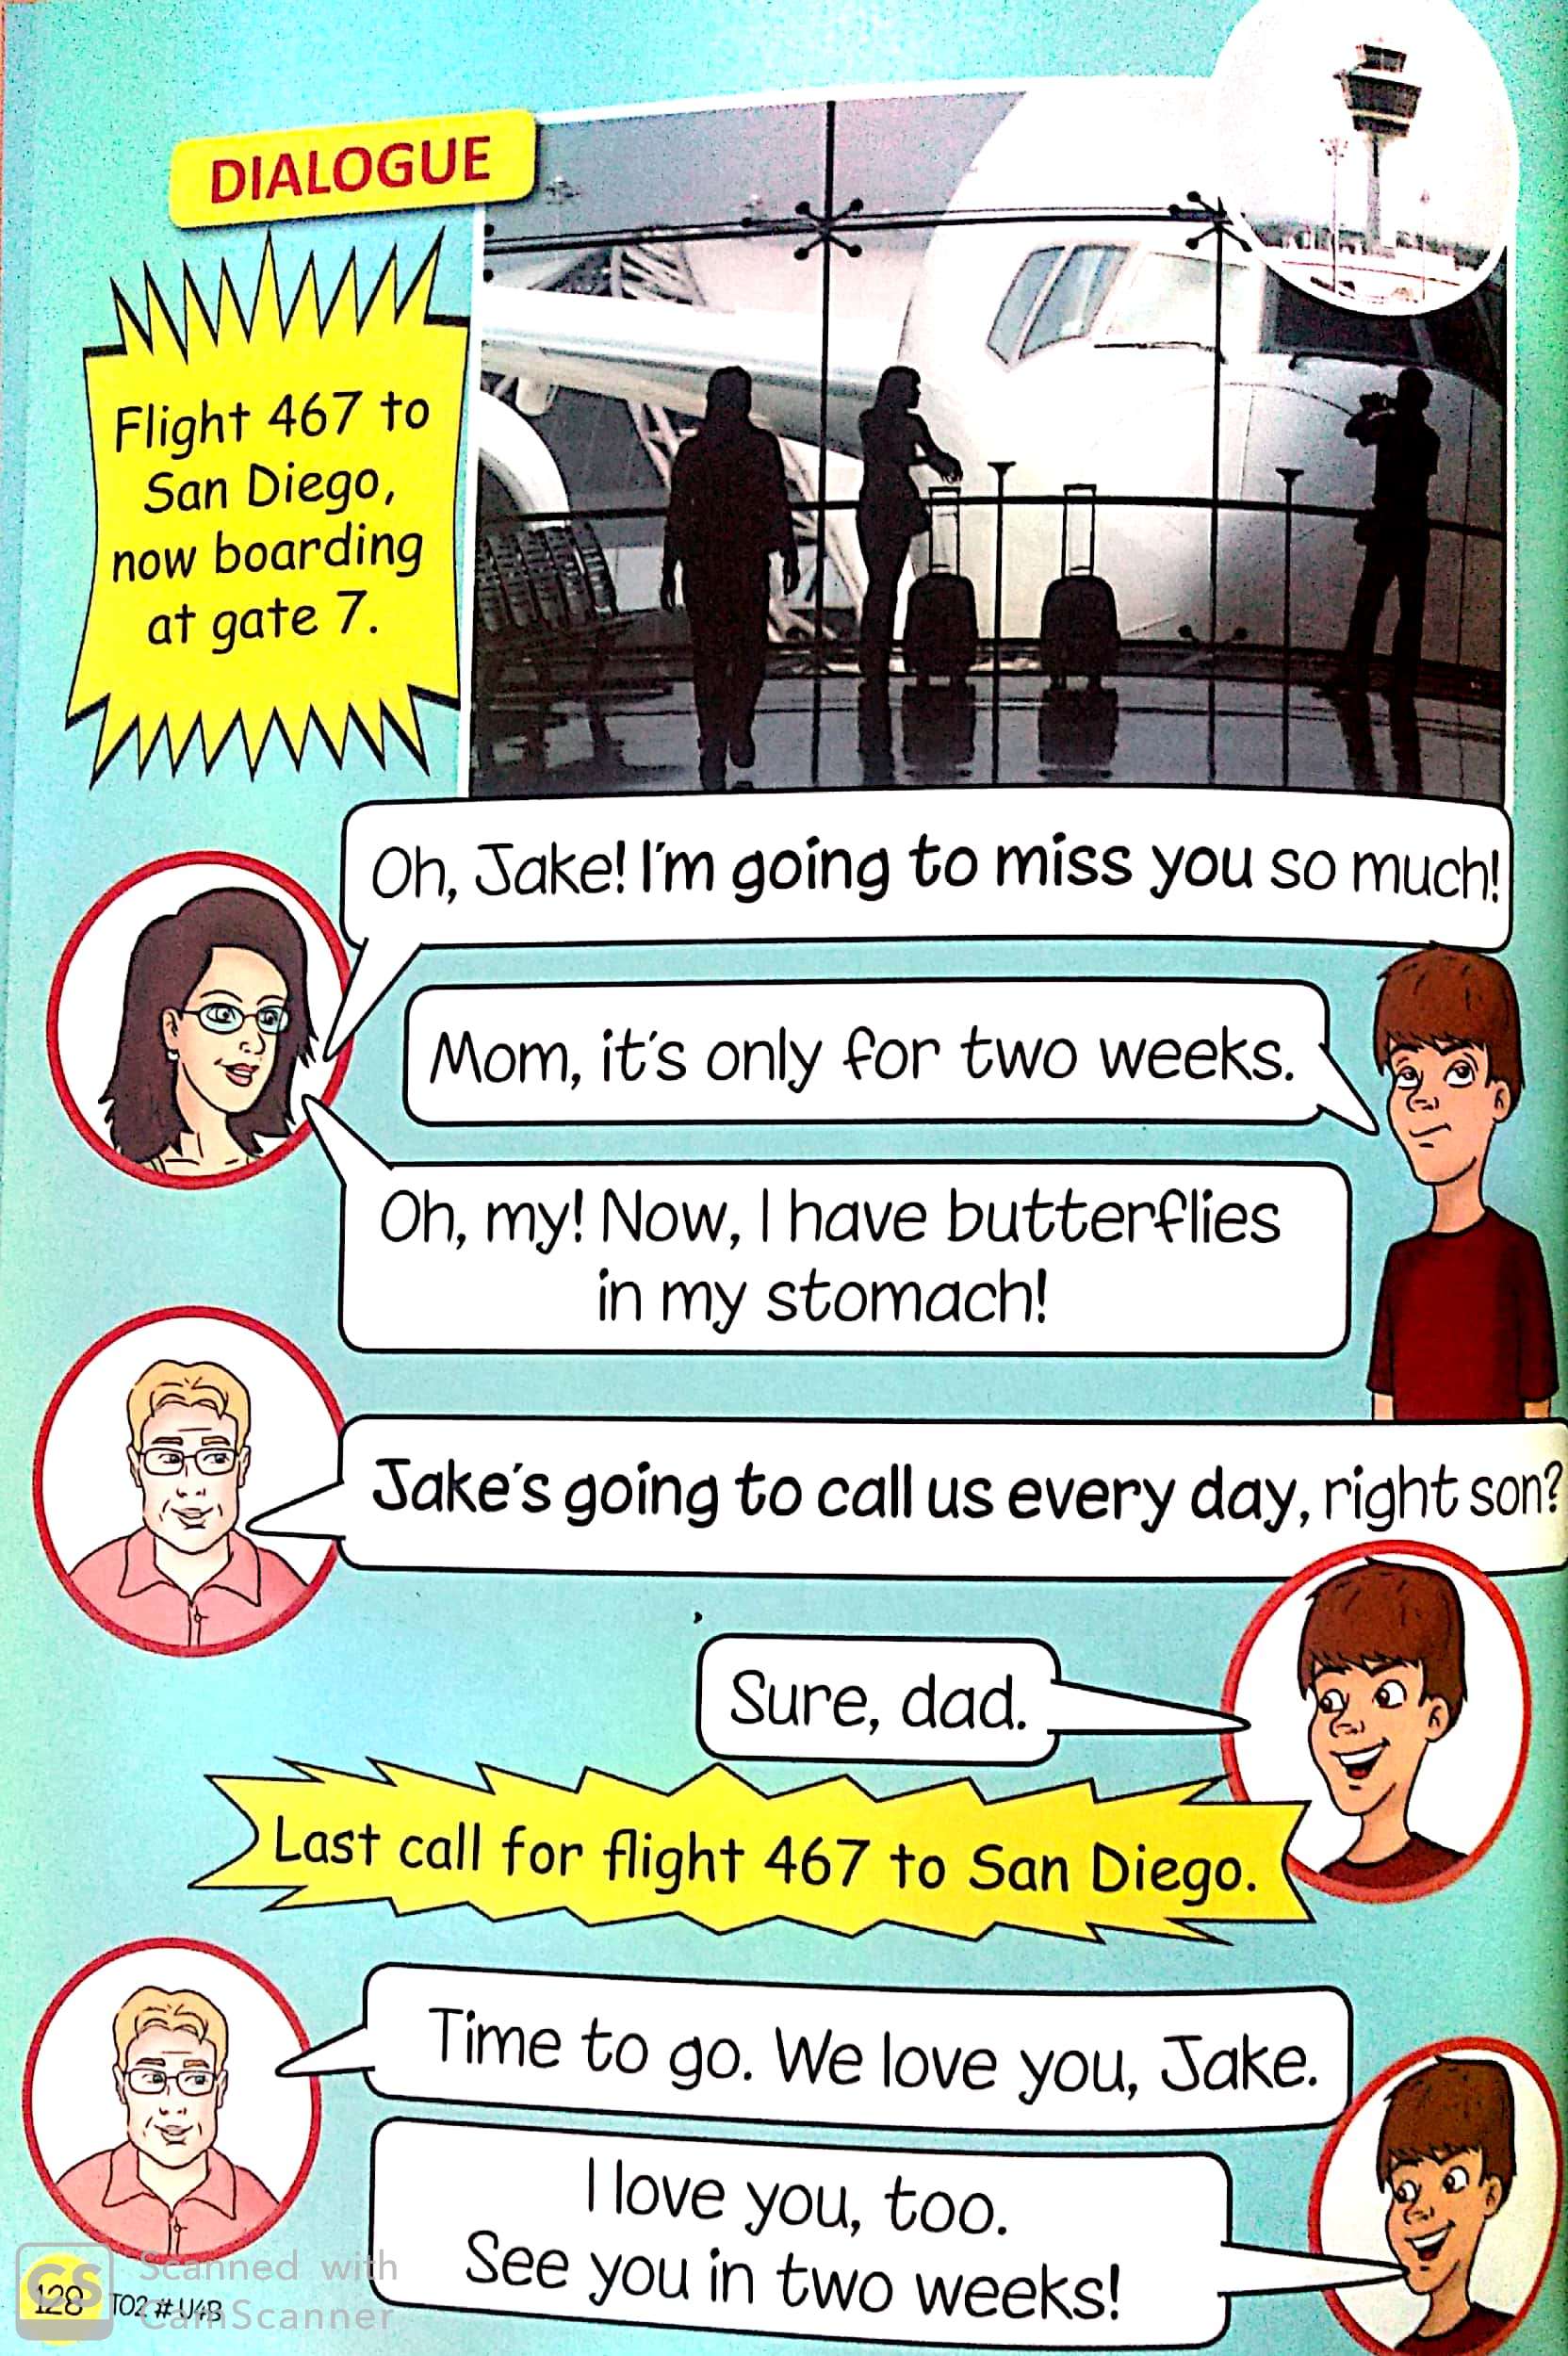 DIALOGUE
Flight 467 to
San Diego,
now boarding
at gate 7.
Oh, Jake! I'm going to miss you so much!
Mom, it's only for two weeks.
Oh, my! Now, I have butterflies
in my stomach!
Jake's going to call us every day, right son?
Sure, dad.
Last call for flight 467 to San Diego.
Time to go. We love you, Jake.
I love you, too.
See you in two weeks!
128 TO2 # U4B
CS Scanned with
CamScanner